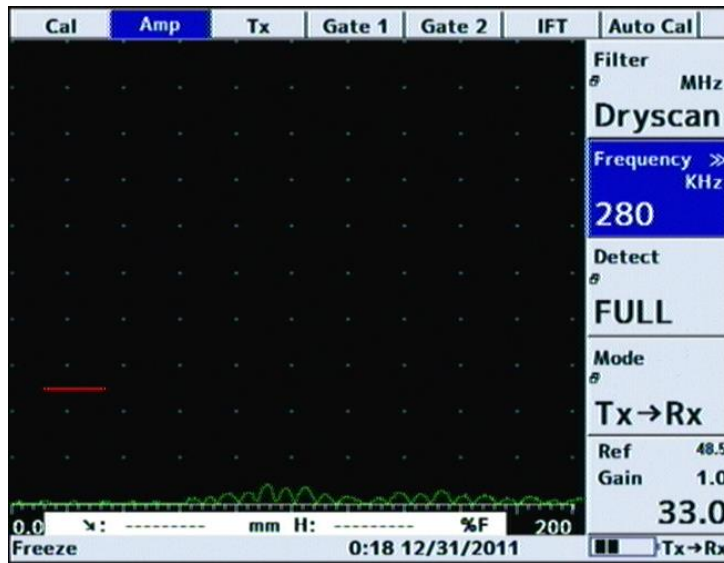 Cal Amp Tx Gate 1 Gate 2 IFT Auto Cal
Filter
MHz
Dryscan
Frequency »
KHz
280
Detect
FULL
Mode
Tx→Rx
Ref 48.5
Gain 1.0
33.0
0.0 ↘: --------- mm H: --------- %F 200
Freeze 0:18 12/31/2011 Tx→Rx